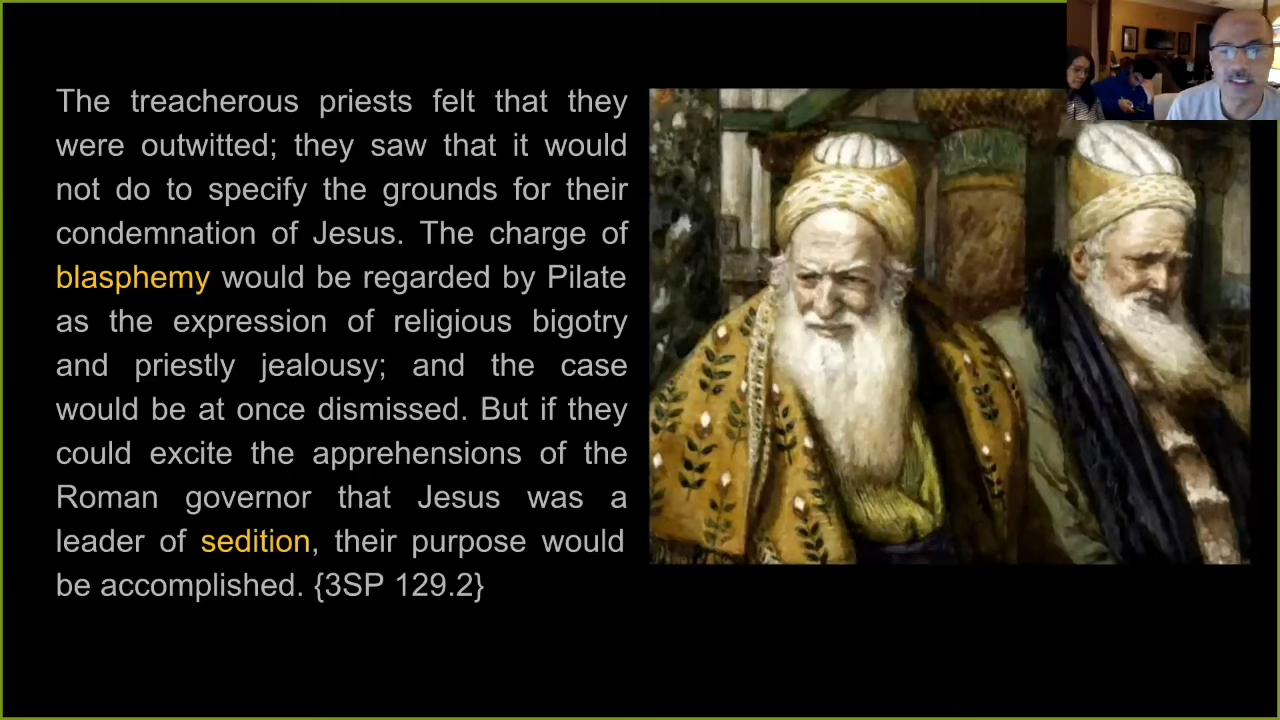 The treacherous priests felt that they
were outwitted; they saw that it would
not do to specify the grounds for their
condemnation of Jesus. The charge of
blasphemy would be regarded by Pilate
as the expression of religious bigotry
and priestly jealousy; and the case
would be at once dismissed. But if they
could excite the apprehensions of the
Roman governor that Jesus was a
leader of sedition, their purpose would
be accomplished. {3SP 129.2}